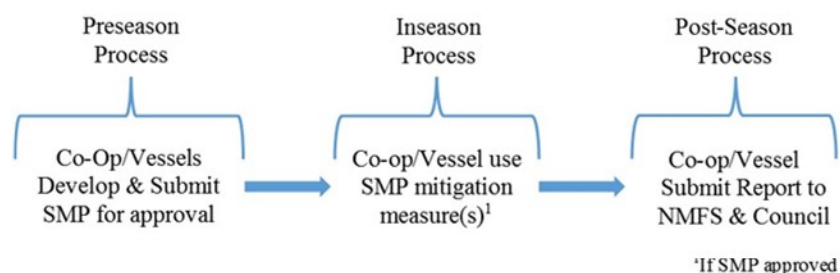 Preseason
Process
Inseason
Process
Post-Season
Process
Co-Op/Vessels
Develop & Submit
SMP for approval
Co-op/Vessel use
SMP mitigation
measure(s)¹
Co-op/Vessel
Submit Report to
NMFS & Council
¹If SMP approved